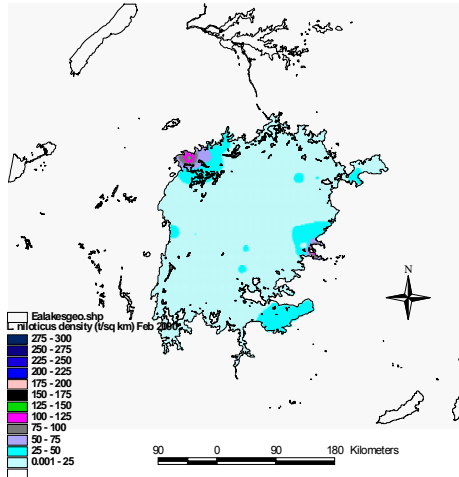 N
Ealakesgeo.shp
L niloticus density (t/sq km) Feb 2000
275 - 300
250 - 275
225 - 250
200 - 225
175 - 200
150 - 175
125 - 150
100 - 125
75 - 100
50 - 75
25 - 50
0.001 - 25
90 0 90 180 Kilometers